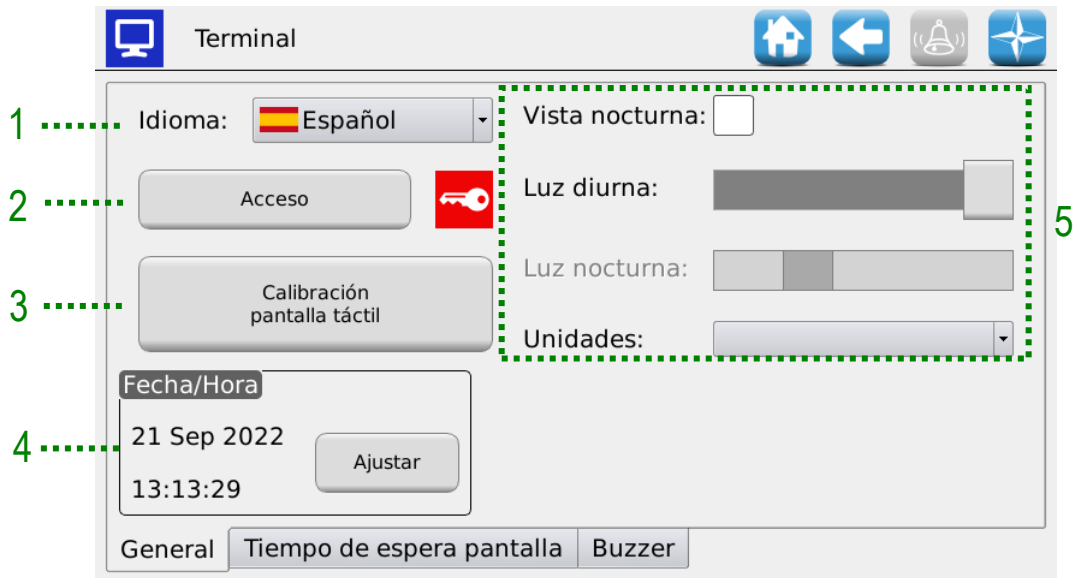 Terminal
1
Idioma:
Español
Vista nocturna:
2
Acceso
Luz diurna:
5
3
Calibración
pantalla táctil
Luz nocturna:
Unidades:
Fecha/Hora
4
21 Sep 2022
Ajustar
13:13:29
General
Tiempo de espera pantalla
Buzzer